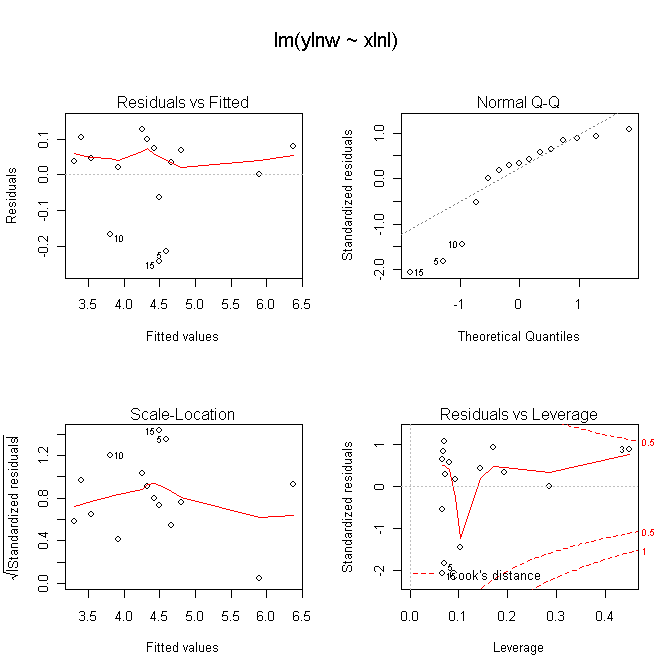 lm(ylnw ~ xlnl)
Residuals vs Fitted
Residuals
0.1
0.0
-0.1
-0.2
10
5
15
3.5 4.0 4.5 5.0 5.5 6.0 6.5
Fitted values
Normal Q-Q
Standardized residuals
1.0
0.0
-1.0
-2.0
10
5
15
-1 0 1
Theoretical Quantiles
Scale-Location
√|Standardized residuals|
1.2
0.8
0.4
0.0
15
5
10
3.5 4.0 4.5 5.0 5.5 6.0 6.5
Fitted values
Residuals vs Leverage
Standardized residuals
1
0
-1
-2
3
0.5
0.5
1
5
15
Cook's distance
0.0 0.1 0.2 0.3 0.4
Leverage